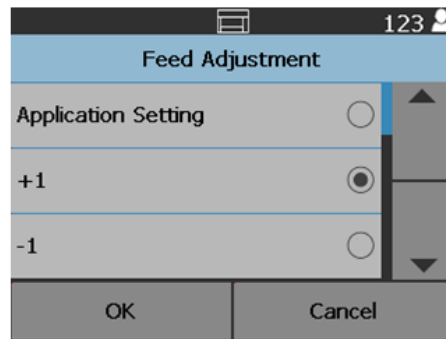 123
Feed Adjustment
Application Setting
+1
-1
OK
Cancel